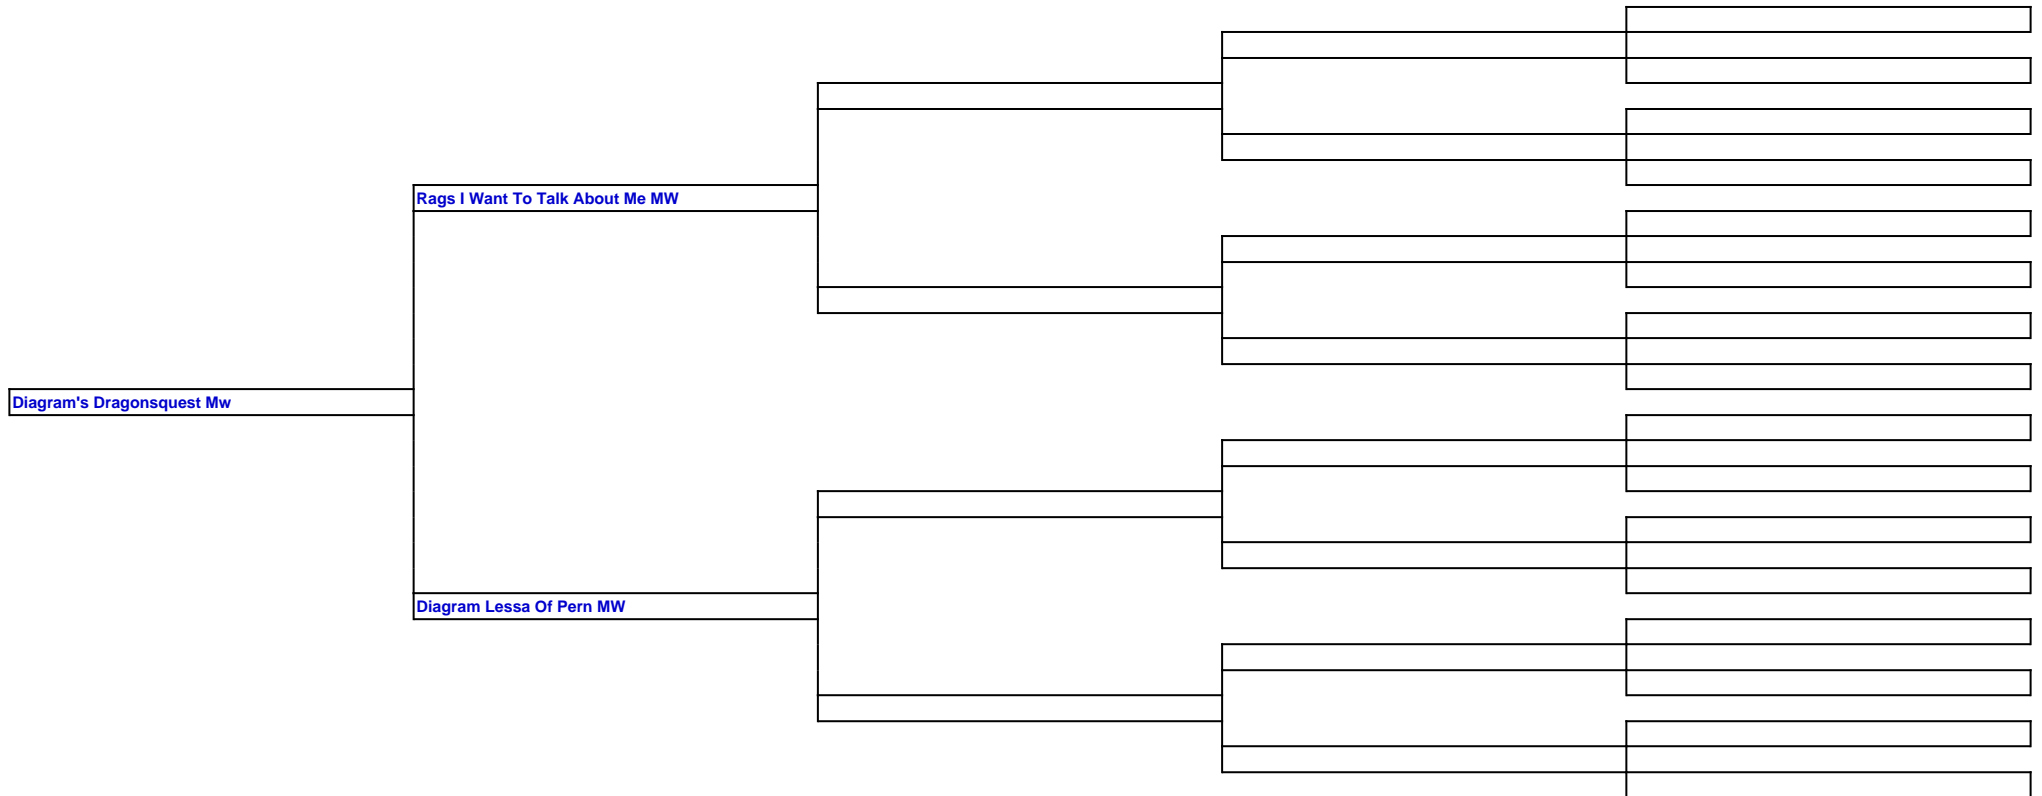 Rags I Want To Talk About Me MW
Diagram's Dragonsquest Mw
Diagram Lessa Of Pern MW